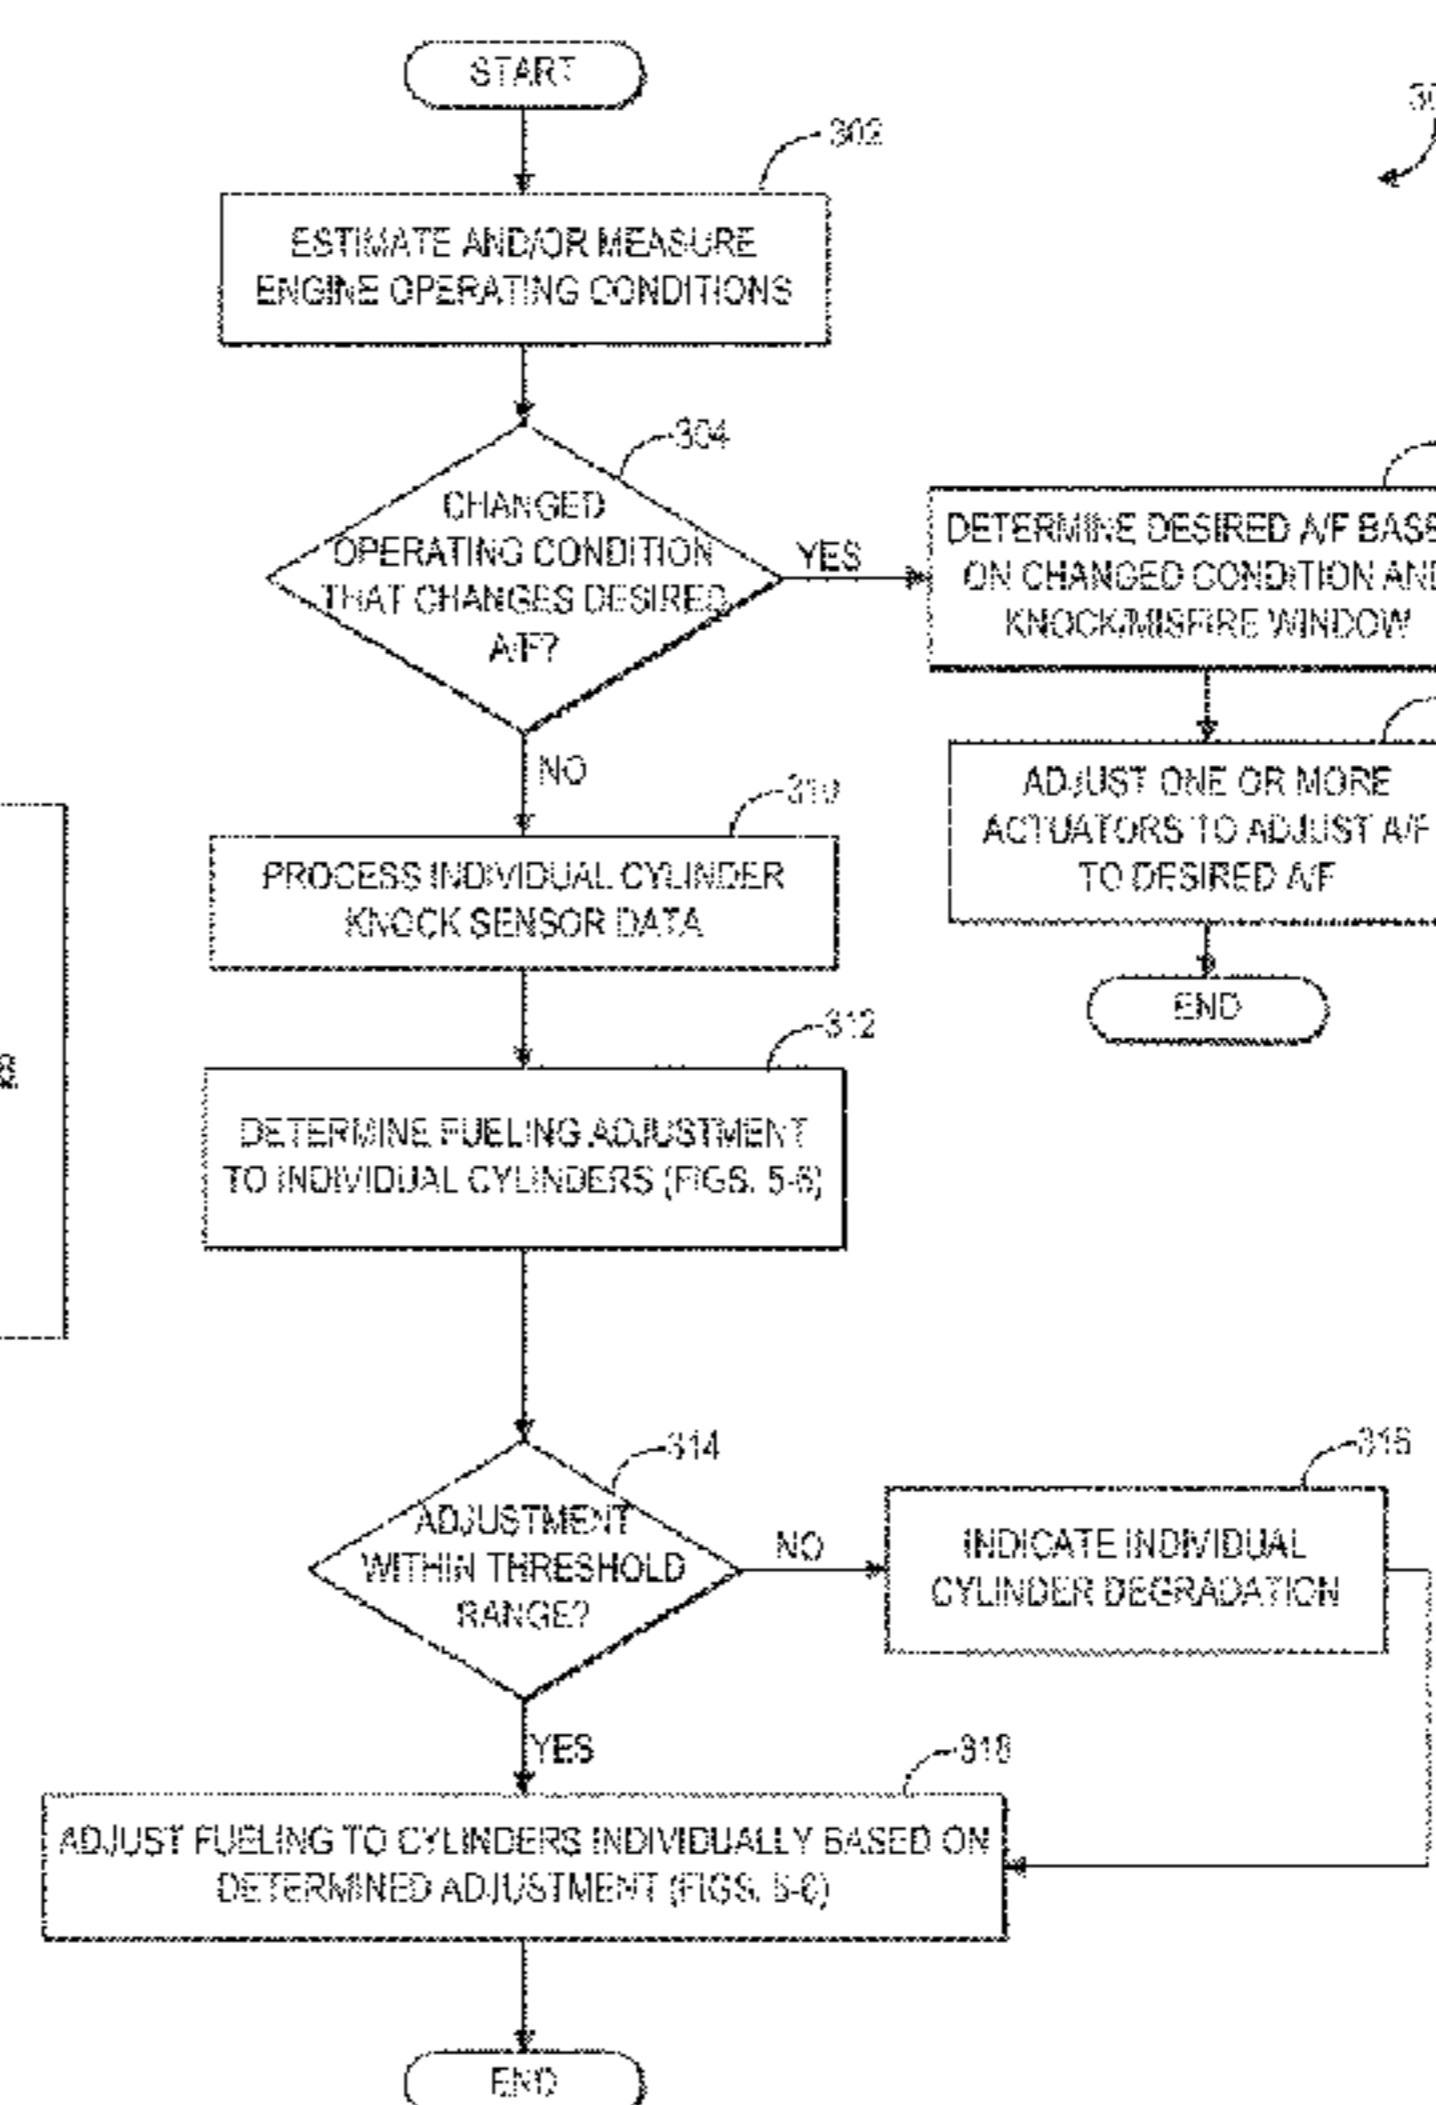 START
302
ESTIMATE AND/OR MEASURE
ENGINE OPERATING CONDITIONS
304
CHANGED
OPERATING CONDITION
THAT CHANGES DESIRED
A/F?
YES
DETERMINE DESIRED A/F
ON CHANGED CONDITION
KNOCK/MISFIRE WINDOW
ADJUST ONE OR MORE
ACTUATORS TO ADJUST A/F
TO DESIRED A/F
END
NO
310
PROCESS INDIVIDUAL CYLINDER
KNOCK SENSOR DATA
312
DETERMINE FUELING ADJUSTMENT
TO INDIVIDUAL CYLINDERS (FIGS. 5-6)
314
ADJUSTMENT
WITHIN THRESHOLD
RANGE?
NO
316
INDICATE INDIVIDUAL
CYLINDER DEGRADATION
YES
318
ADJUST FUELING TO CYLINDERS INDIVIDUALLY BASED ON
DETERMINED ADJUSTMENT (FIGS. 5-6)
END